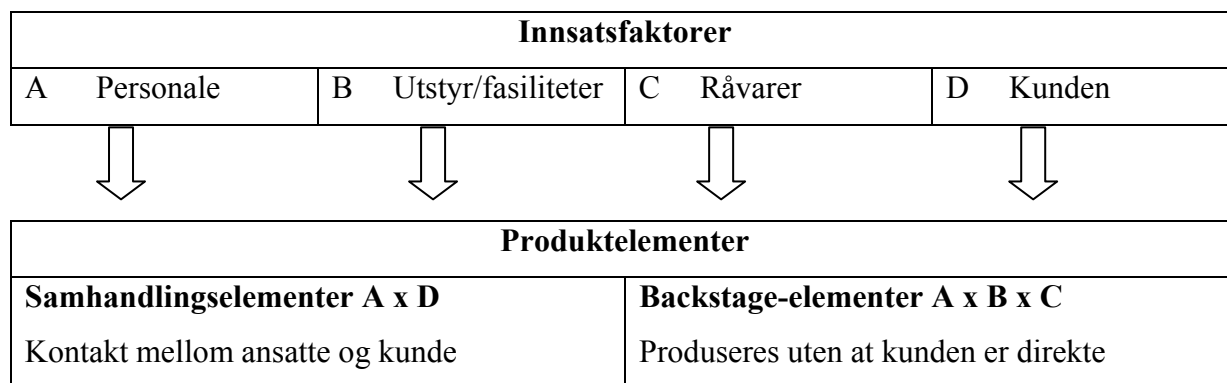 Innsatsfaktorer
A Personale B Utstyr/fasiliteter C Råvarer D Kunden
Produktelementer
Samhandlingselementer A x D Backstage-elementer A x B x C
Kontakt mellom ansatte og kunde Produseres uten at kunden er direkte